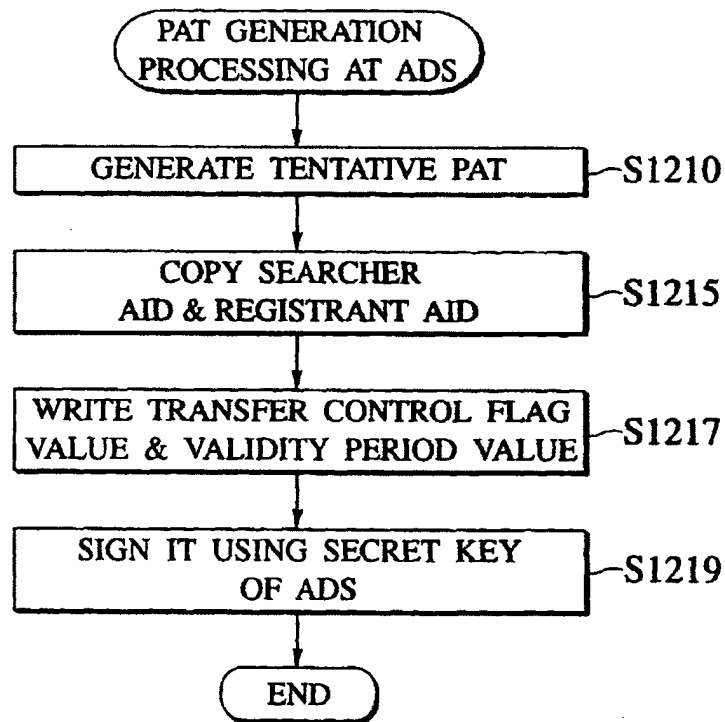 PAT GENERATION
PROCESSING AT ADS
GENERATE TENTATIVE PAT
S1210
COPY SEARCHER
AID & REGISTRANT AID
S1215
WRITE TRANSFER CONTROL FLAG
VALUE & VALIDITY PERIOD VALUE
S1217
SIGN IT USING SECRET KEY
OF ADS
S1219
END